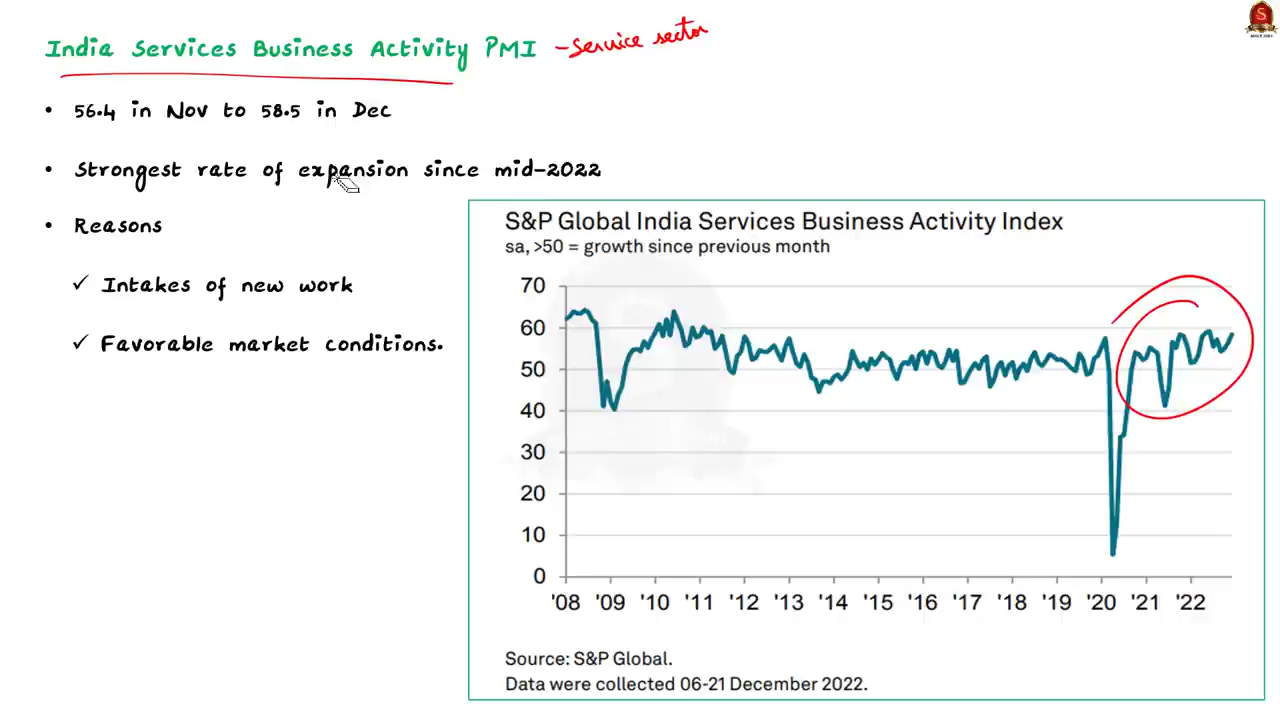 India Services Business Activity PMI - Service sector
• 56.4 in Nov to 58.5 in Dec
• Strongest rate of expansion since mid-2022
• Reasons
✓ Intakes of new work
✓ Favorable market conditions.
S&P Global India Services Business Activity Index
sa, >50 = growth since previous month
70
60
50
40
30
20
10
0
'08 '09 '10 '11 '12 '13 '14 '15 '16 '17 '18 '19 '20 '21 '22
Source: S&P Global.
Data were collected 06-21 December 2022.